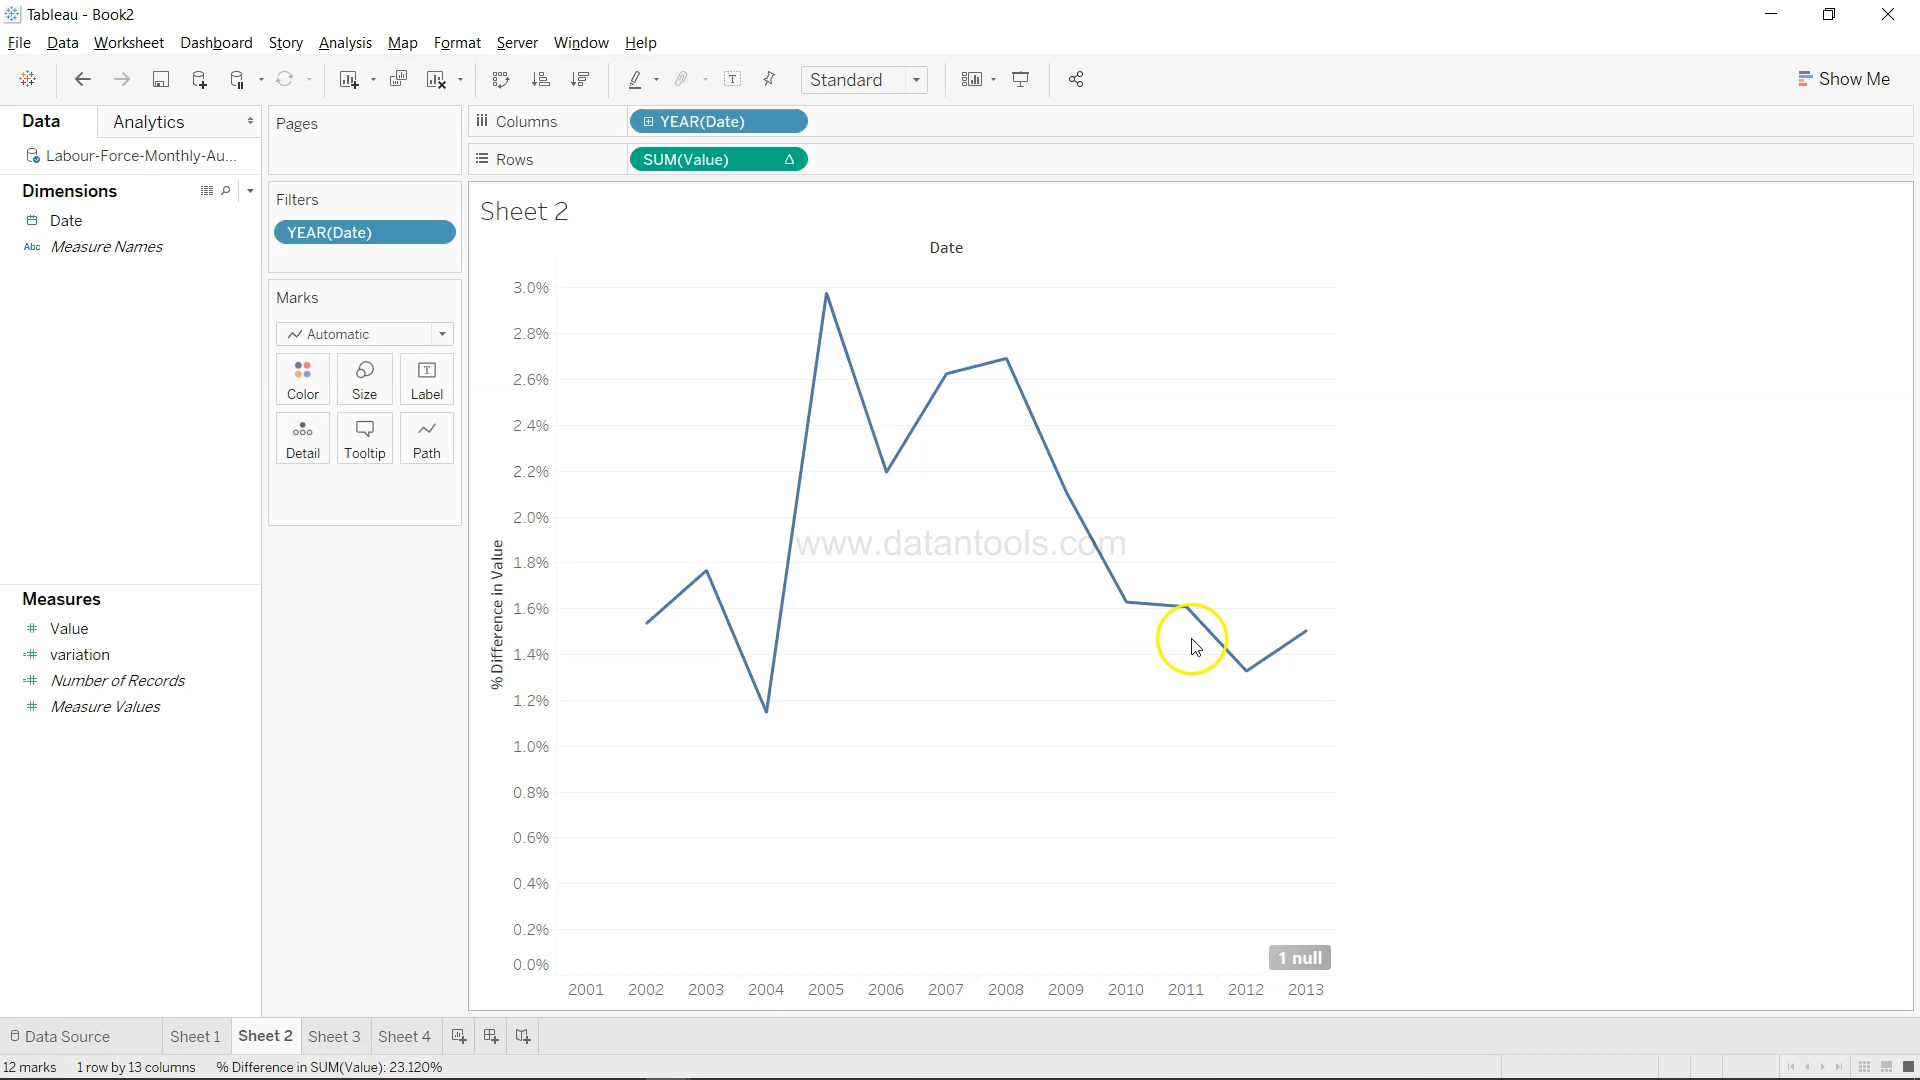 Tableau - Book2
File Data Worksheet Dashboard Story Analysis Map Format Server Window Help
Standard
Show Me
Data Analytics
Labour-Force-Monthly-Au...
Dimensions
Date
Abc Measure Names
Measures
Value
variation
Number of Records
Measure Values
Pages
Filters
YEAR(Date)
Marks
Automatic
Color Size Label
Detail Tooltip Path
Columns YEAR(Date)
Rows SUM(Value) Δ
Sheet 2
Date
% Difference in Value
3.0%
2.8%
2.6%
2.4%
2.2%
2.0%
1.8%
1.6%
1.4%
1.2%
1.0%
0.8%
0.6%
0.4%
0.2%
0.0%
www.datantools.com
1 null
2001 2002 2003 2004 2005 2006 2007 2008 2009 2010 2011 2012 2013
Data Source Sheet 1 Sheet 2 Sheet 3 Sheet 4
12 marks 1 row by 13 columns % Difference in SUM(Value): 23.120%